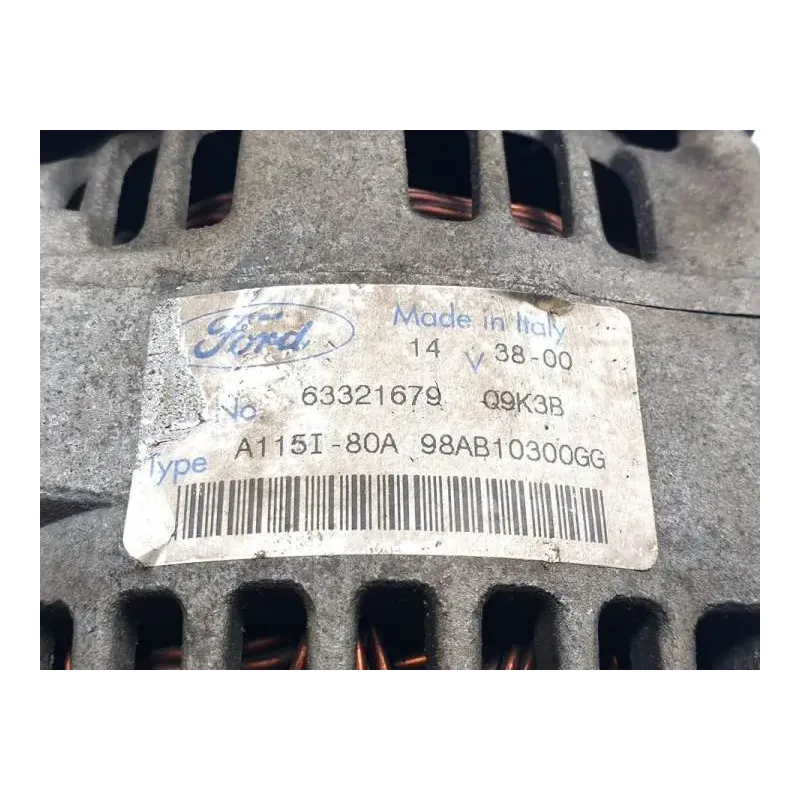 Ford Made in Italy
14 V 38-00
No 63321679 Q9K3B
Type A115I-80A 98AB10300GG